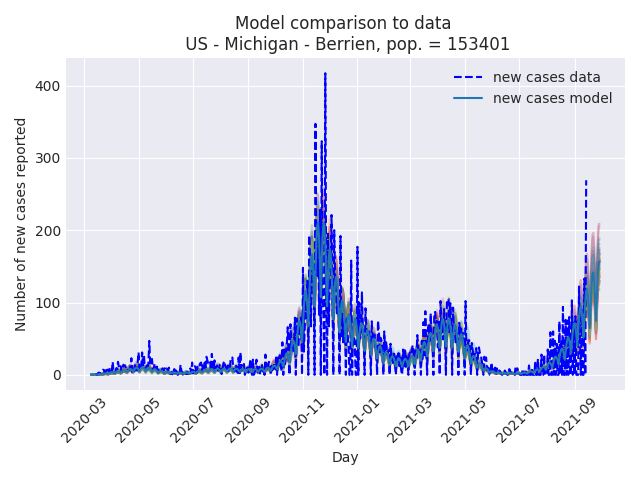 Model comparison to data
US - Michigan - Berrien, pop. = 153401
new cases data
new cases model
Number of new cases reported
400
300
200
100
0
2020-03
2020-05
2020-07
2020-09
2020-11
2021-01
2021-03
2021-05
2021-07
2021-09
Day